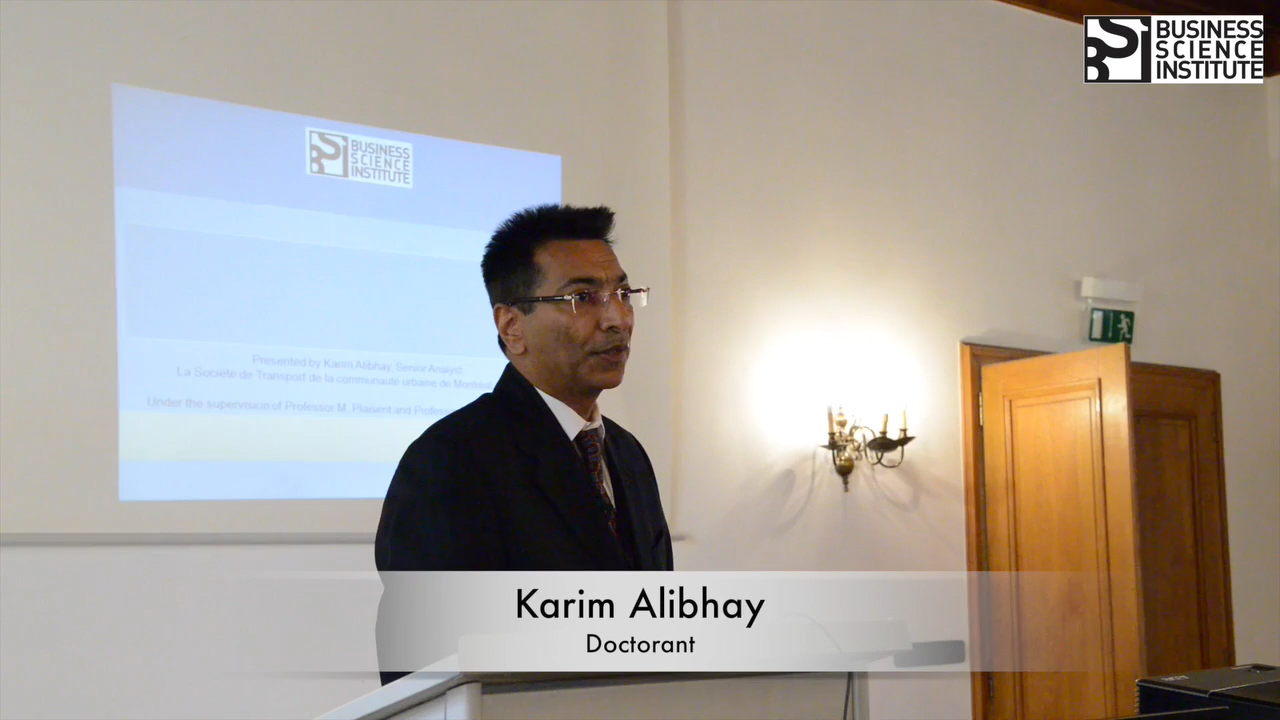 BUSINESS
SCIENCE
INSTITUTE
BUSINESS
SCIENCE
INSTITUTE
Presented by Karim Alibhay, Senior Analyst
La Société de Transport de la communauté urbaine de
Under the supervision of Professor M. Plaisent and
Karim Alibhay
Doctorant